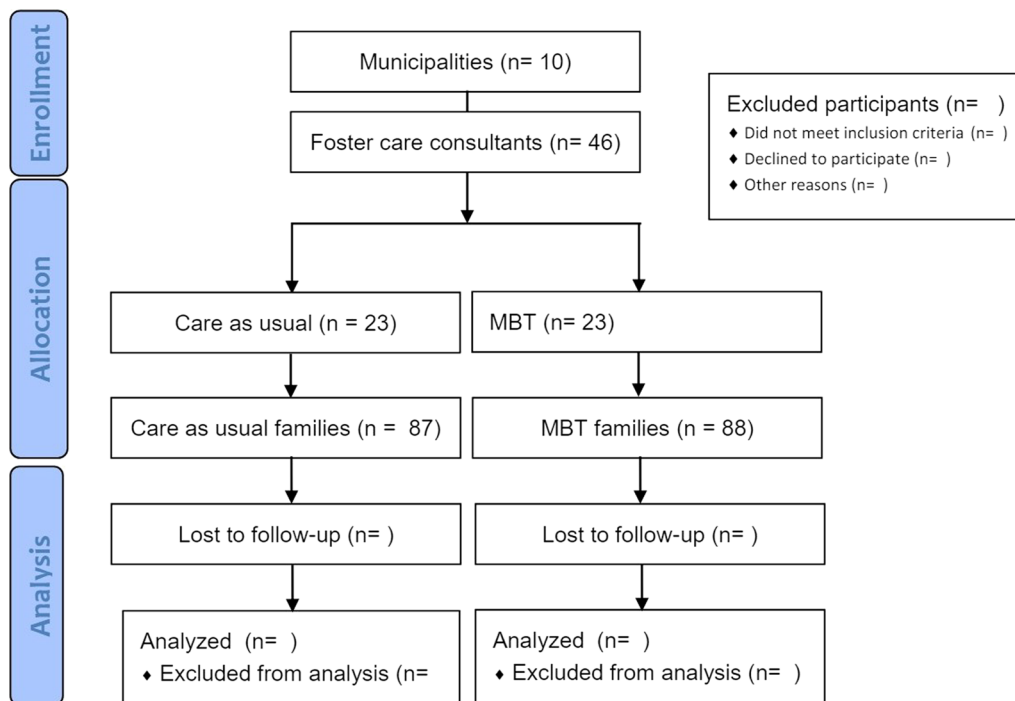 Enrollment
Municipalities (n= 10)
Foster care consultants (n= 46)
Excluded participants (n=   )
♦ Did not meet inclusion criteria (n=  )
♦ Declined to participate (n=  )
♦ Other reasons (n=  )
Allocation
Care as usual (n = 23)
MBT (n= 23)
Care as usual families (n =  87)
MBT families (n = 88)
Analysis
Lost to follow-up (n=  )
Lost to follow-up (n=  )
Analyzed  (n=  )
♦ Excluded from analysis (n=
Analyzed  (n=  )
♦ Excluded from analysis (n=  )